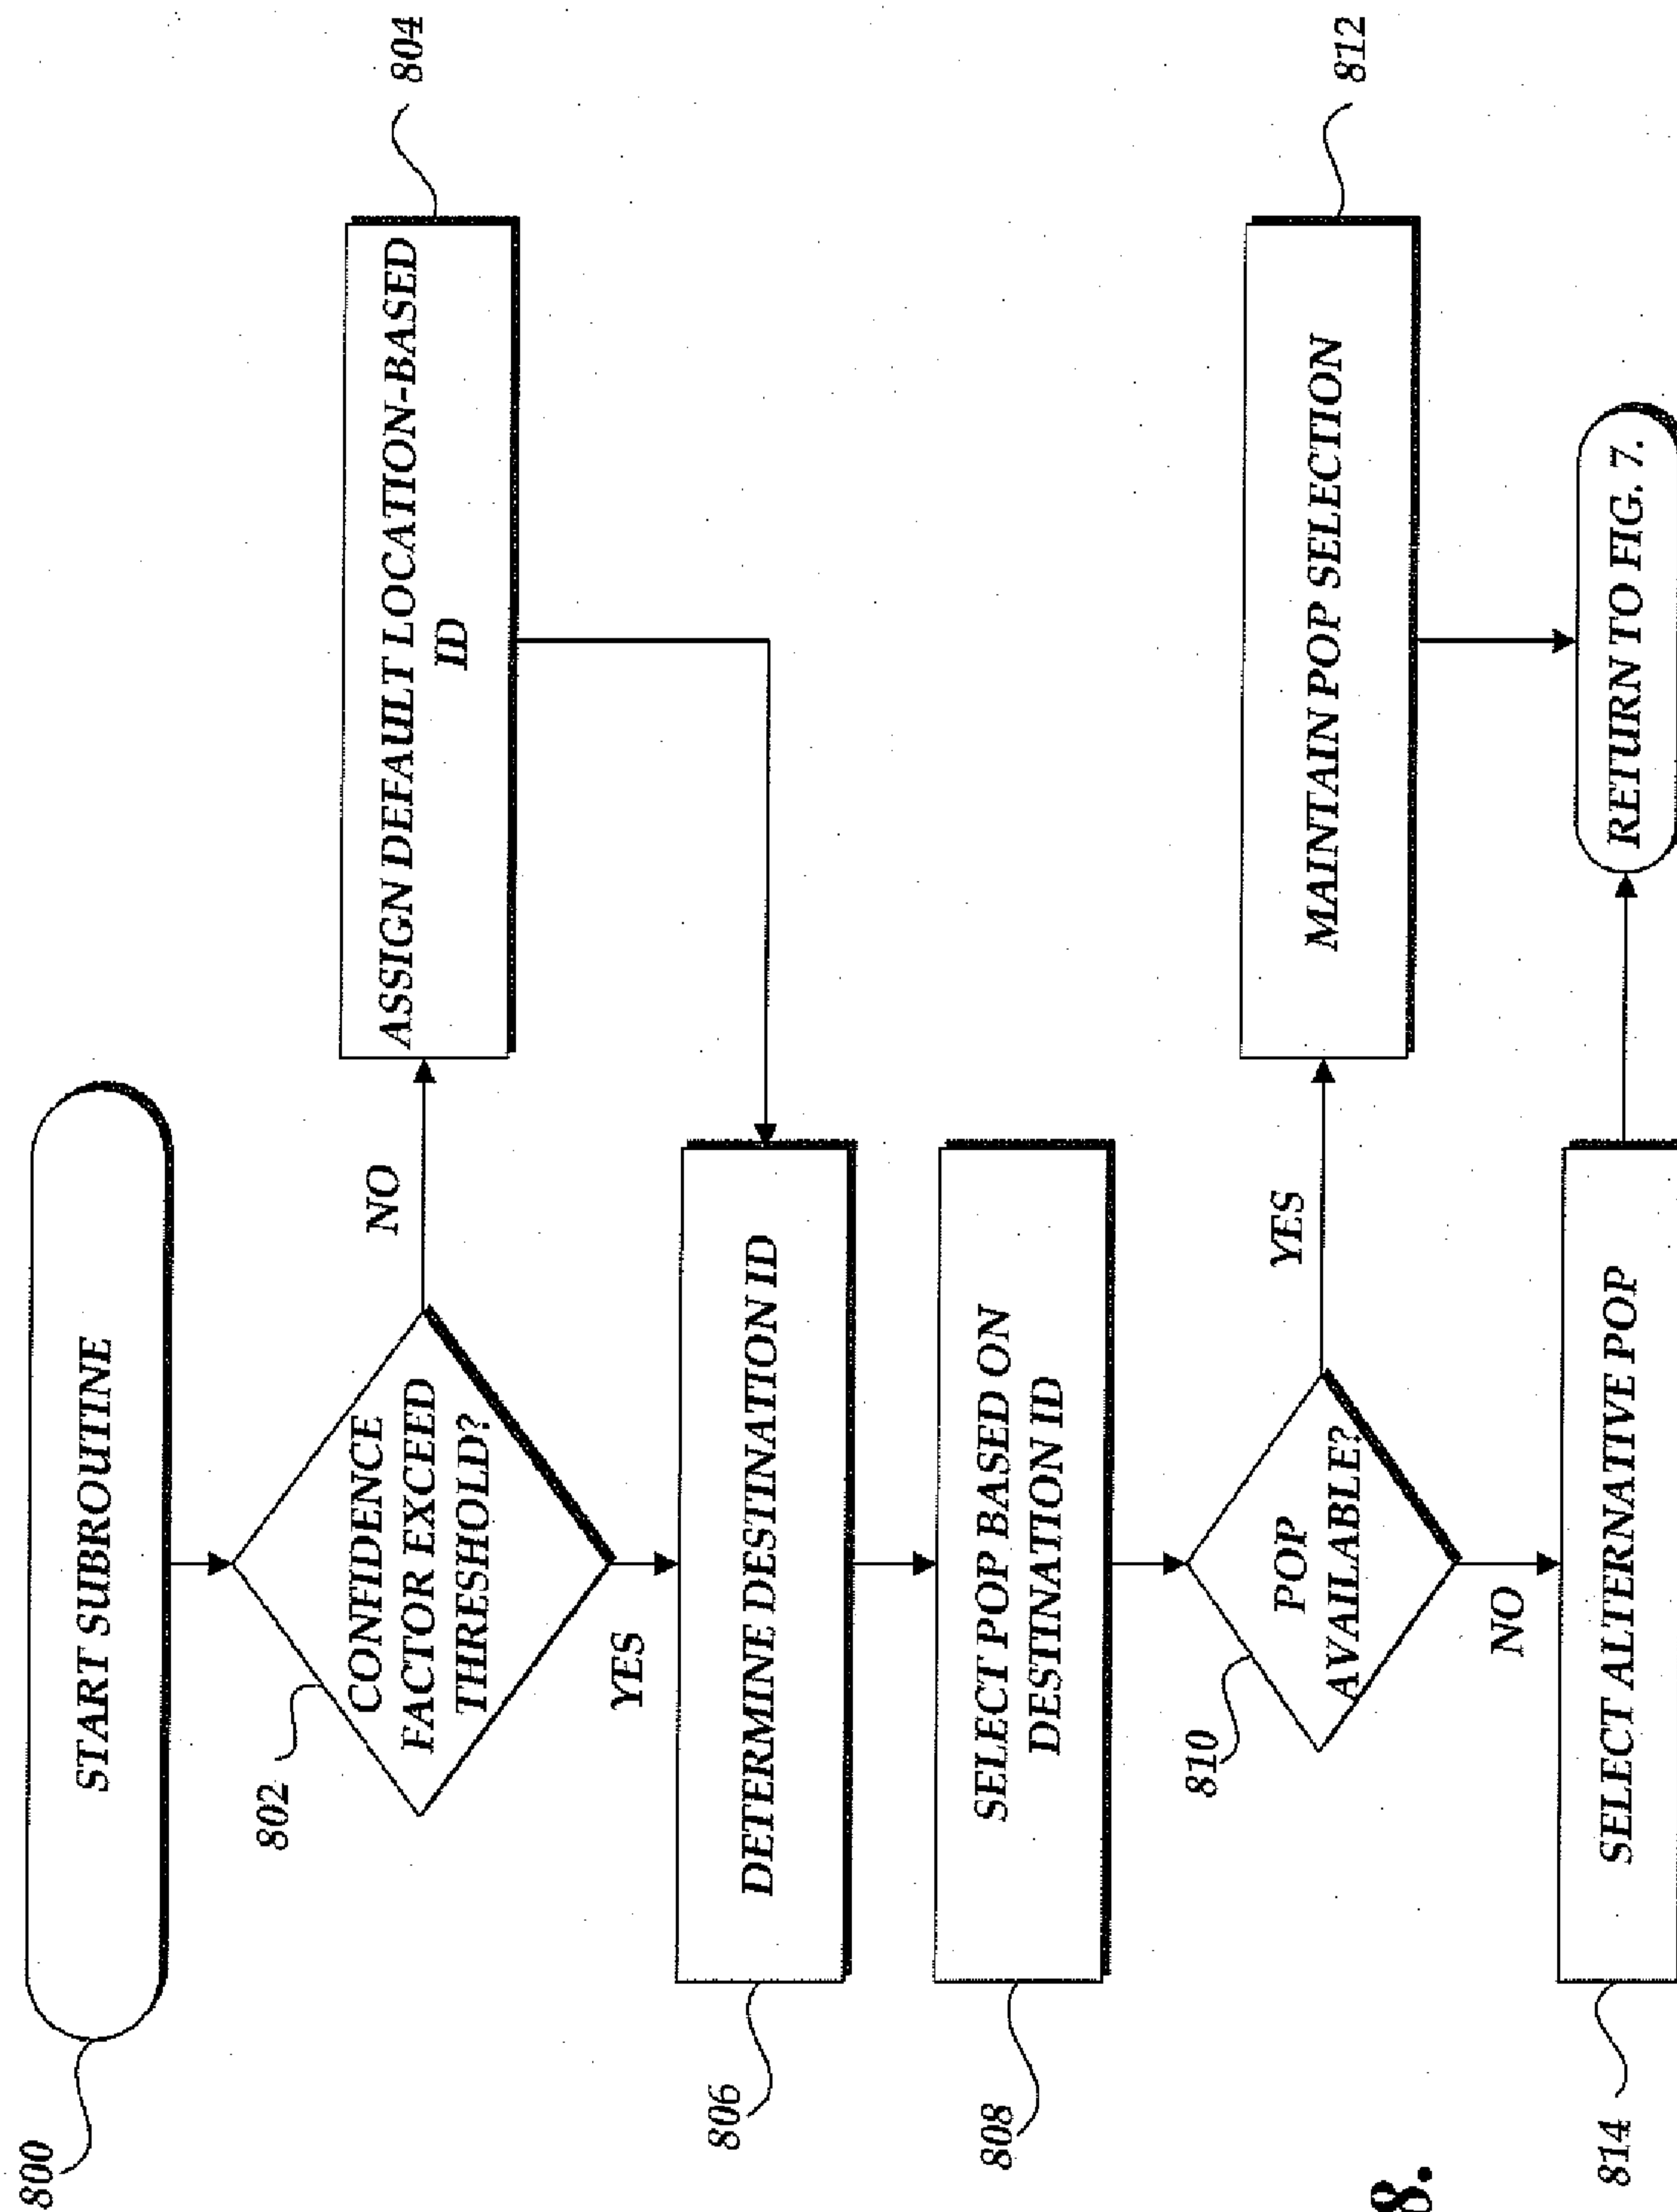 800
START SUBROUTINE
802
CONFIDENCE
FACTOR EXCEED
THRESHOLD?
NO
ASSIGN DEFAULT LOCATION-BASED
ID
804
YES
806
DETERMINE DESTINATION ID
808
SELECT POP BASED ON
DESTINATION ID
810
POP
AVAILABLE?
YES
MAINTAIN POP SELECTION
812
NO
814
SELECT ALTERNATIVE POP
RETURN TO FIG. 7.
8.